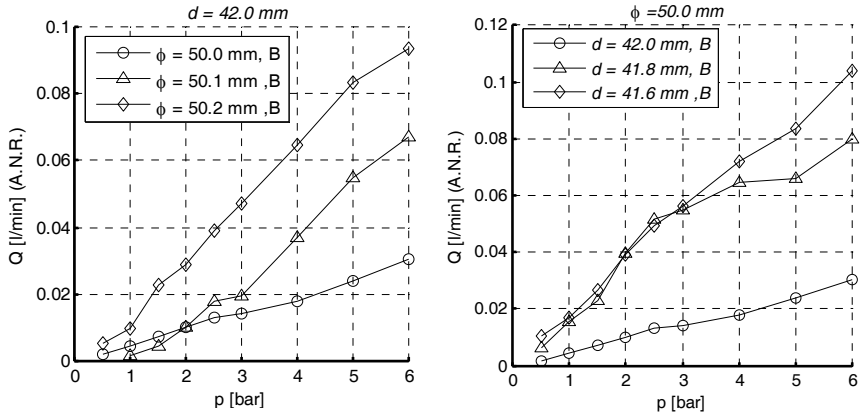 d = 42.0 mm
Q [l/min] (A.N.R.)
0.1
0.08
0.06
0.04
0.02
0
ϕ = 50.0 mm, B
ϕ = 50.1 mm ,B
ϕ = 50.2 mm ,B
0 1 2 3 4 5 6
p [bar]
ϕ =50.0 mm
Q [l/min] (A.N.R.)
0.12
0.1
0.08
0.06
0.04
0.02
0
d = 42.0 mm, B
d = 41.8 mm, B
d = 41.6 mm ,B
0 1 2 3 4 5 6
p [bar]